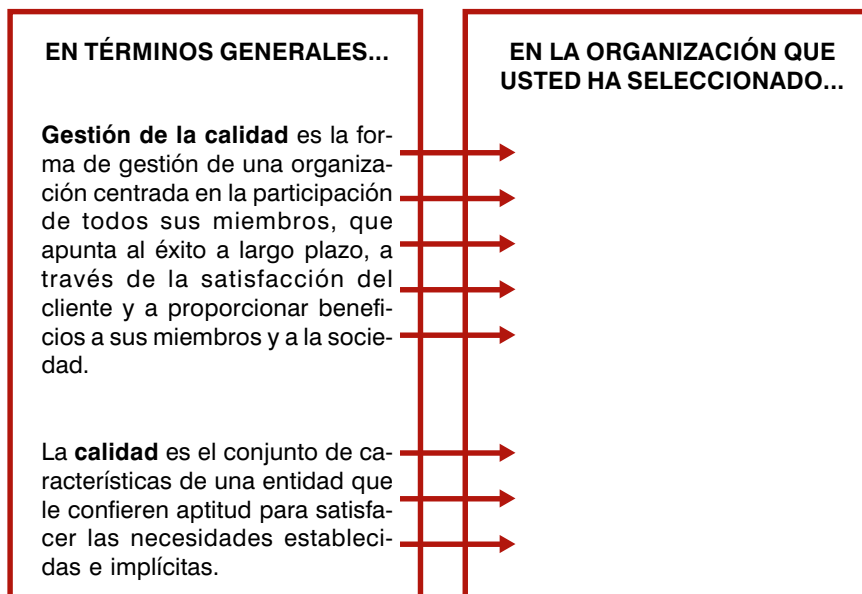 EN TÉRMINOS GENERALES...
Gestión de la calidad es la for-
ma de gestión de una organiza-
ción centrada en la participación
de todos sus miembros, que
apunta al éxito a largo plazo, a
través de la satisfacción del
cliente y a proporcionar benefi-
cios a sus miembros y a la socie-
dad.
La calidad es el conjunto de ca-
racterísticas de una entidad que
le confieren aptitud para satisfa-
cer las necesidades estableci-
das e implícitas.
EN LA ORGANIZACIÓN QUE
USTED HA SELECCIONADO...